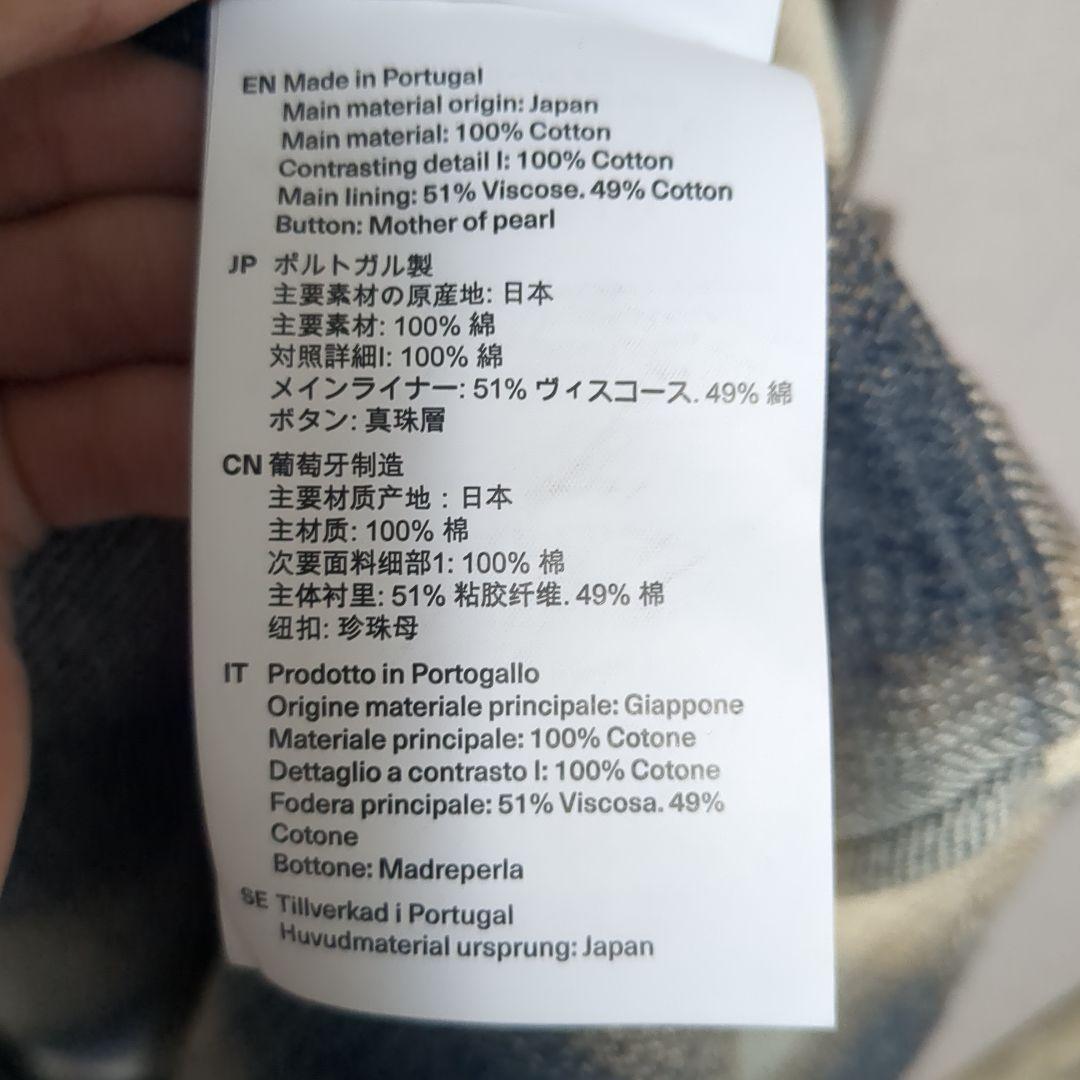 EN Made in Portugal
Main material origin: Japan
Main material: 100% Cotton
Contrasting detail I: 100% Cotton
Main lining: 51% Viscose. 49% Cotton
Button: Mother of pearl
JP ポルトガル製
主要素材の原産地: 日本
主要素材: 100% 綿
対照詳細I: 100% 綿
メインライナー: 51% ヴィスコース. 49% 綿
ボタン: 真珠層
CN 葡萄牙制造
主要材质产地：日本
主材质: 100% 棉
次要面料细部1: 100% 棉
主体衬里: 51% 粘胶纤维. 49% 棉
纽扣: 珍珠母
IT Prodotto in Portogallo
Origine materiale principale: Giappone
Materiale principale: 100% Cotone
Dettaglio a contrasto I: 100% Cotone
Fodera principale: 51% Viscosa. 49%
Cotone
Bottone: Madreperla
SE Tillverkad i Portugal
Huvudmaterial ursprung: Japan